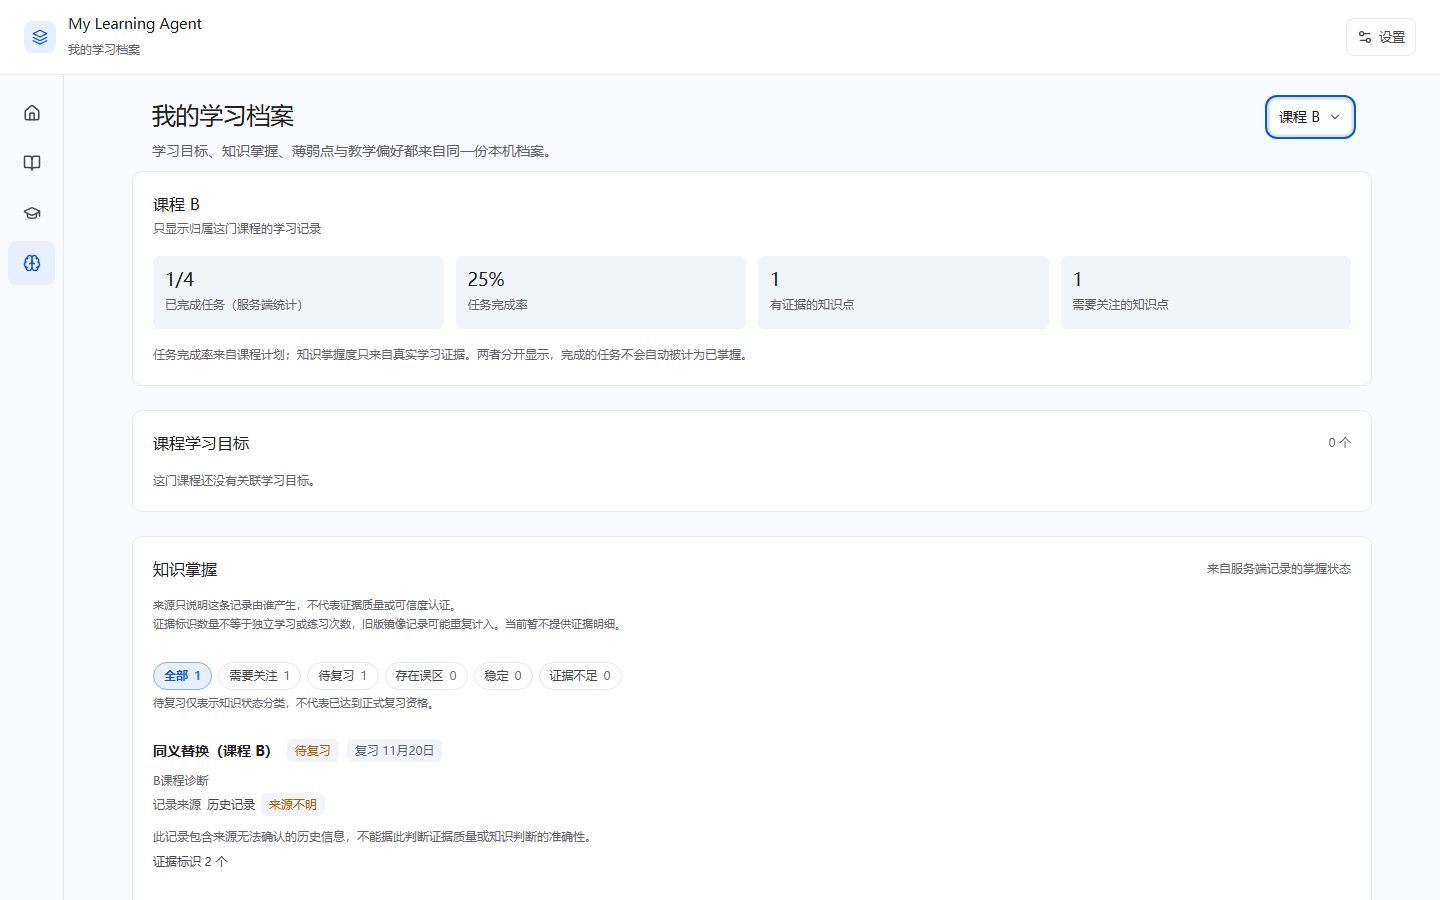 My Learning Agent
我的学习档案
设置
我的学习档案
课程 B
学习目标、知识掌握、薄弱点与教学偏好都来自同一份本机档案。
课程 B
只显示归属这门课程的学习记录
1/4
已完成任务（服务端统计）
25%
任务完成率
1
有证据的知识点
1
需要关注的知识点
任务完成率来自课程计划；知识掌握度只来自真实学习证据。两者分开显示，完成的任务不会自动被计为已掌握。
课程学习目标
0 个
这门课程还没有关联学习目标。
知识掌握
来自服务端记录的掌握状态
来源只说明这条记录由谁产生，不代表证据质量或可信度认证。
证据标识数量不等于独立学习或练习次数，旧版镜像记录可能重复计入。当前暂不提供证据明细。
全部 1 需要关注 1 待复习 1 存在误区 0 稳定 0 证据不足 0
待复习仅表示知识状态分类，不代表已达到正式复习资格。
同义替换（课程 B） 待复习 复习 11月20日
B课程诊断
记录来源 历史记录 来源不明
此记录包含来源无法确认的历史信息，不能据此判断证据质量或知识判断的准确性。
证据标识 2 个